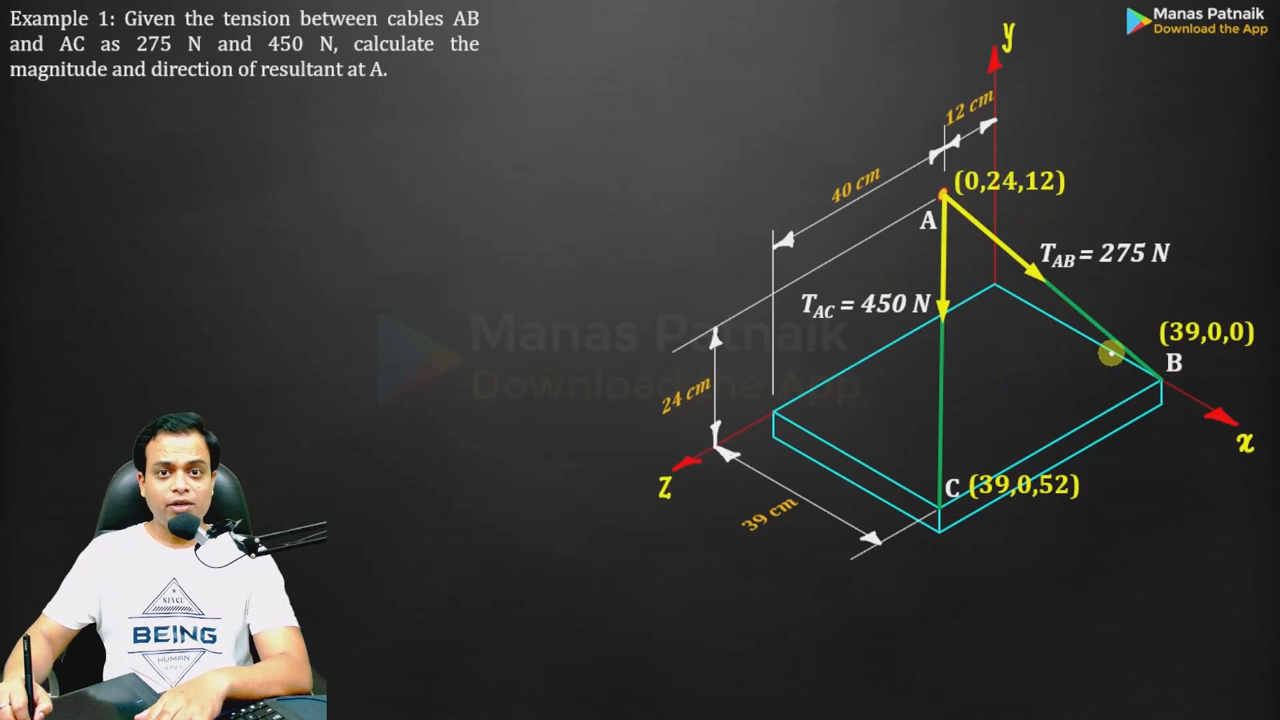 Example 1: Given the tension between cables AB
and AC as 275 N and 450 N, calculate the
magnitude and direction of resultant at A.
Manas Patnaik
Download the App
y
12 cm
40 cm
(0,24,12)
A
T_AB = 275 N
T_AC = 450 N
Manas Patnaik
Download the App
(39,0,0)
B
24 cm
x
z
C (39,0,52)
39 cm
BEING
HUMAN